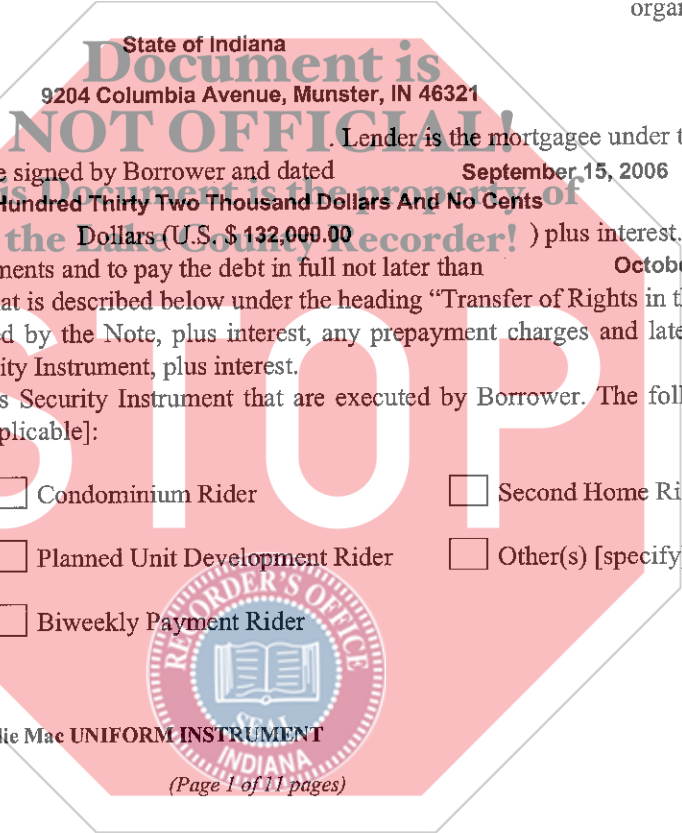 organ
State of Indiana
Document is
9204 Columbia Avenue, Munster, IN 46321
NOT OFFICIAL!
. Lender is the mortgagee under t
e signed by Borrower and dated September 15, 2006
is Document is the property of
Hundred Thirty Two Thousand Dollars And No Cents
the Lake County Recorder!
Dollars (U.S. $ 132,000.00 ) plus interest.
ments and to pay the debt in full not later than Octobe
at is described below under the heading “Transfer of Rights in t
ed by the Note, plus interest, any prepayment charges and late
ity Instrument, plus interest.
s Security Instrument that are executed by Borrower. The foll
plicable]:
STOP
Condominium Rider Second Home Ri
Planned Unit Development Rider Other(s) [specify]
Biweekly Payment Rider
RECORDER'S OFFICE
SEAL
INDIANA
die Mac UNIFORM INSTRUMENT
(Page 1 of 11 pages)